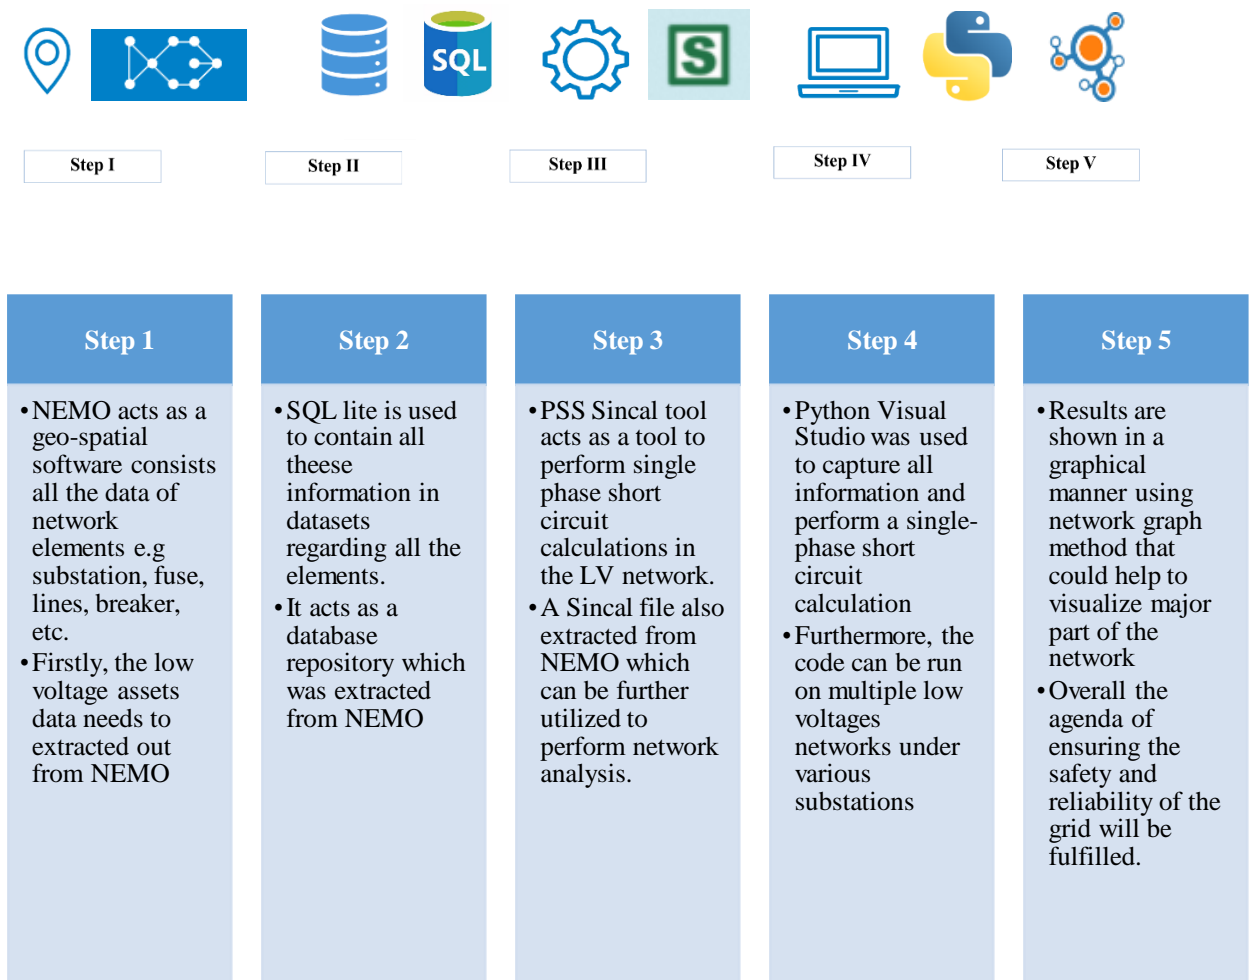 SQL
S
Step I
Step II
Step III
Step IV
Step V
Step 1
•NEMO acts as a
geo-spatial
software consists
all the data of
network
elements e.g
substation, fuse,
lines, breaker,
etc.
•Firstly, the low
voltage assets
data needs to
extracted out
from NEMO
Step 2
•SQL lite is used
to contain all
theese
information in
datasets
regarding all the
elements.
•It acts as a
database
repository which
was extracted
from NEMO
Step 3
•PSS Sincal tool
acts as a tool to
perform single
phase short
circuit
calculations in
the LV network.
•A Sincal file also
extracted from
NEMO which
can be further
utilized to
perform network
analysis.
Step 4
•Python Visual
Studio was used
to capture all
information and
perform a single-
phase short
circuit
calculation
•Furthermore, the
code can be run
on multiple low
voltages
networks under
various
substations
Step 5
•Results are
shown in a
graphical
manner using
network graph
method that
could help to
visualize major
part of the
network
•Overall the
agenda of
ensuring the
safety and
reliability of the
grid will be
fulfilled.